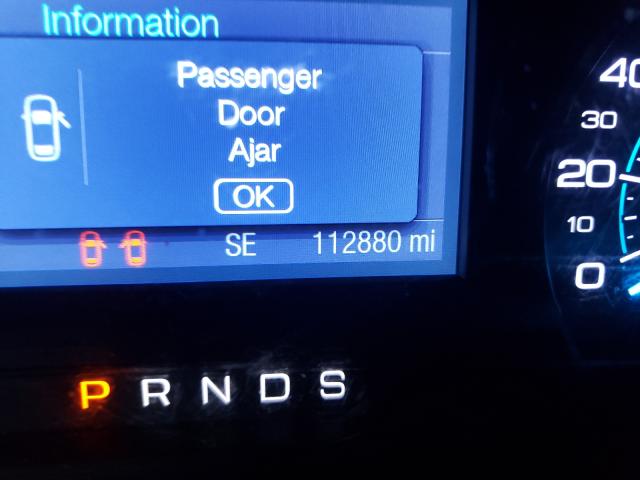 Information
Passenger
Door
Ajar
OK
SE 112880 mi
40
30
20
10
0
P R N D S